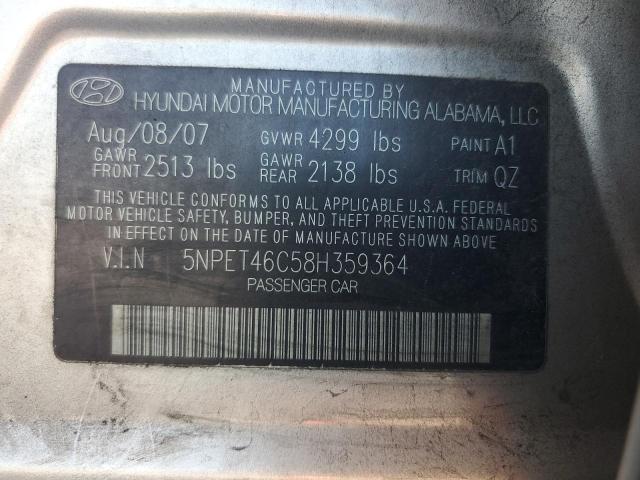 MANUFACTURED BY
HYUNDAI MOTOR MANUFACTURING ALABAMA, LLC
Aug/08/07 GVWR 4299 lbs PAINT A1
GAWR FRONT 2513 lbs GAWR REAR 2138 lbs TRIM QZ
THIS VEHICLE CONFORMS TO ALL APPLICABLE U.S.A. FEDERAL
MOTOR VEHICLE SAFETY, BUMPER, AND THEFT PREVENTION STANDARDS
IN EFFECT ON THE DATE OF MANUFACTURE SHOWN ABOVE.
V.I.N 5NPET46C58H359364
PASSENGER CAR